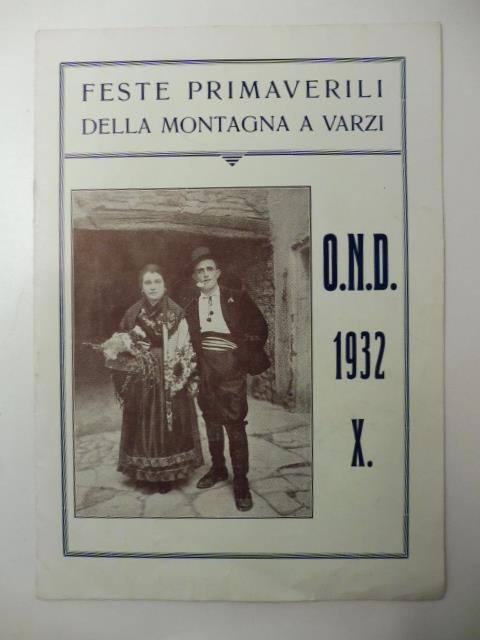 FESTE PRIMAVERILI
DELLA MONTAGNA A VARZI
O.N.D.
1932
X.